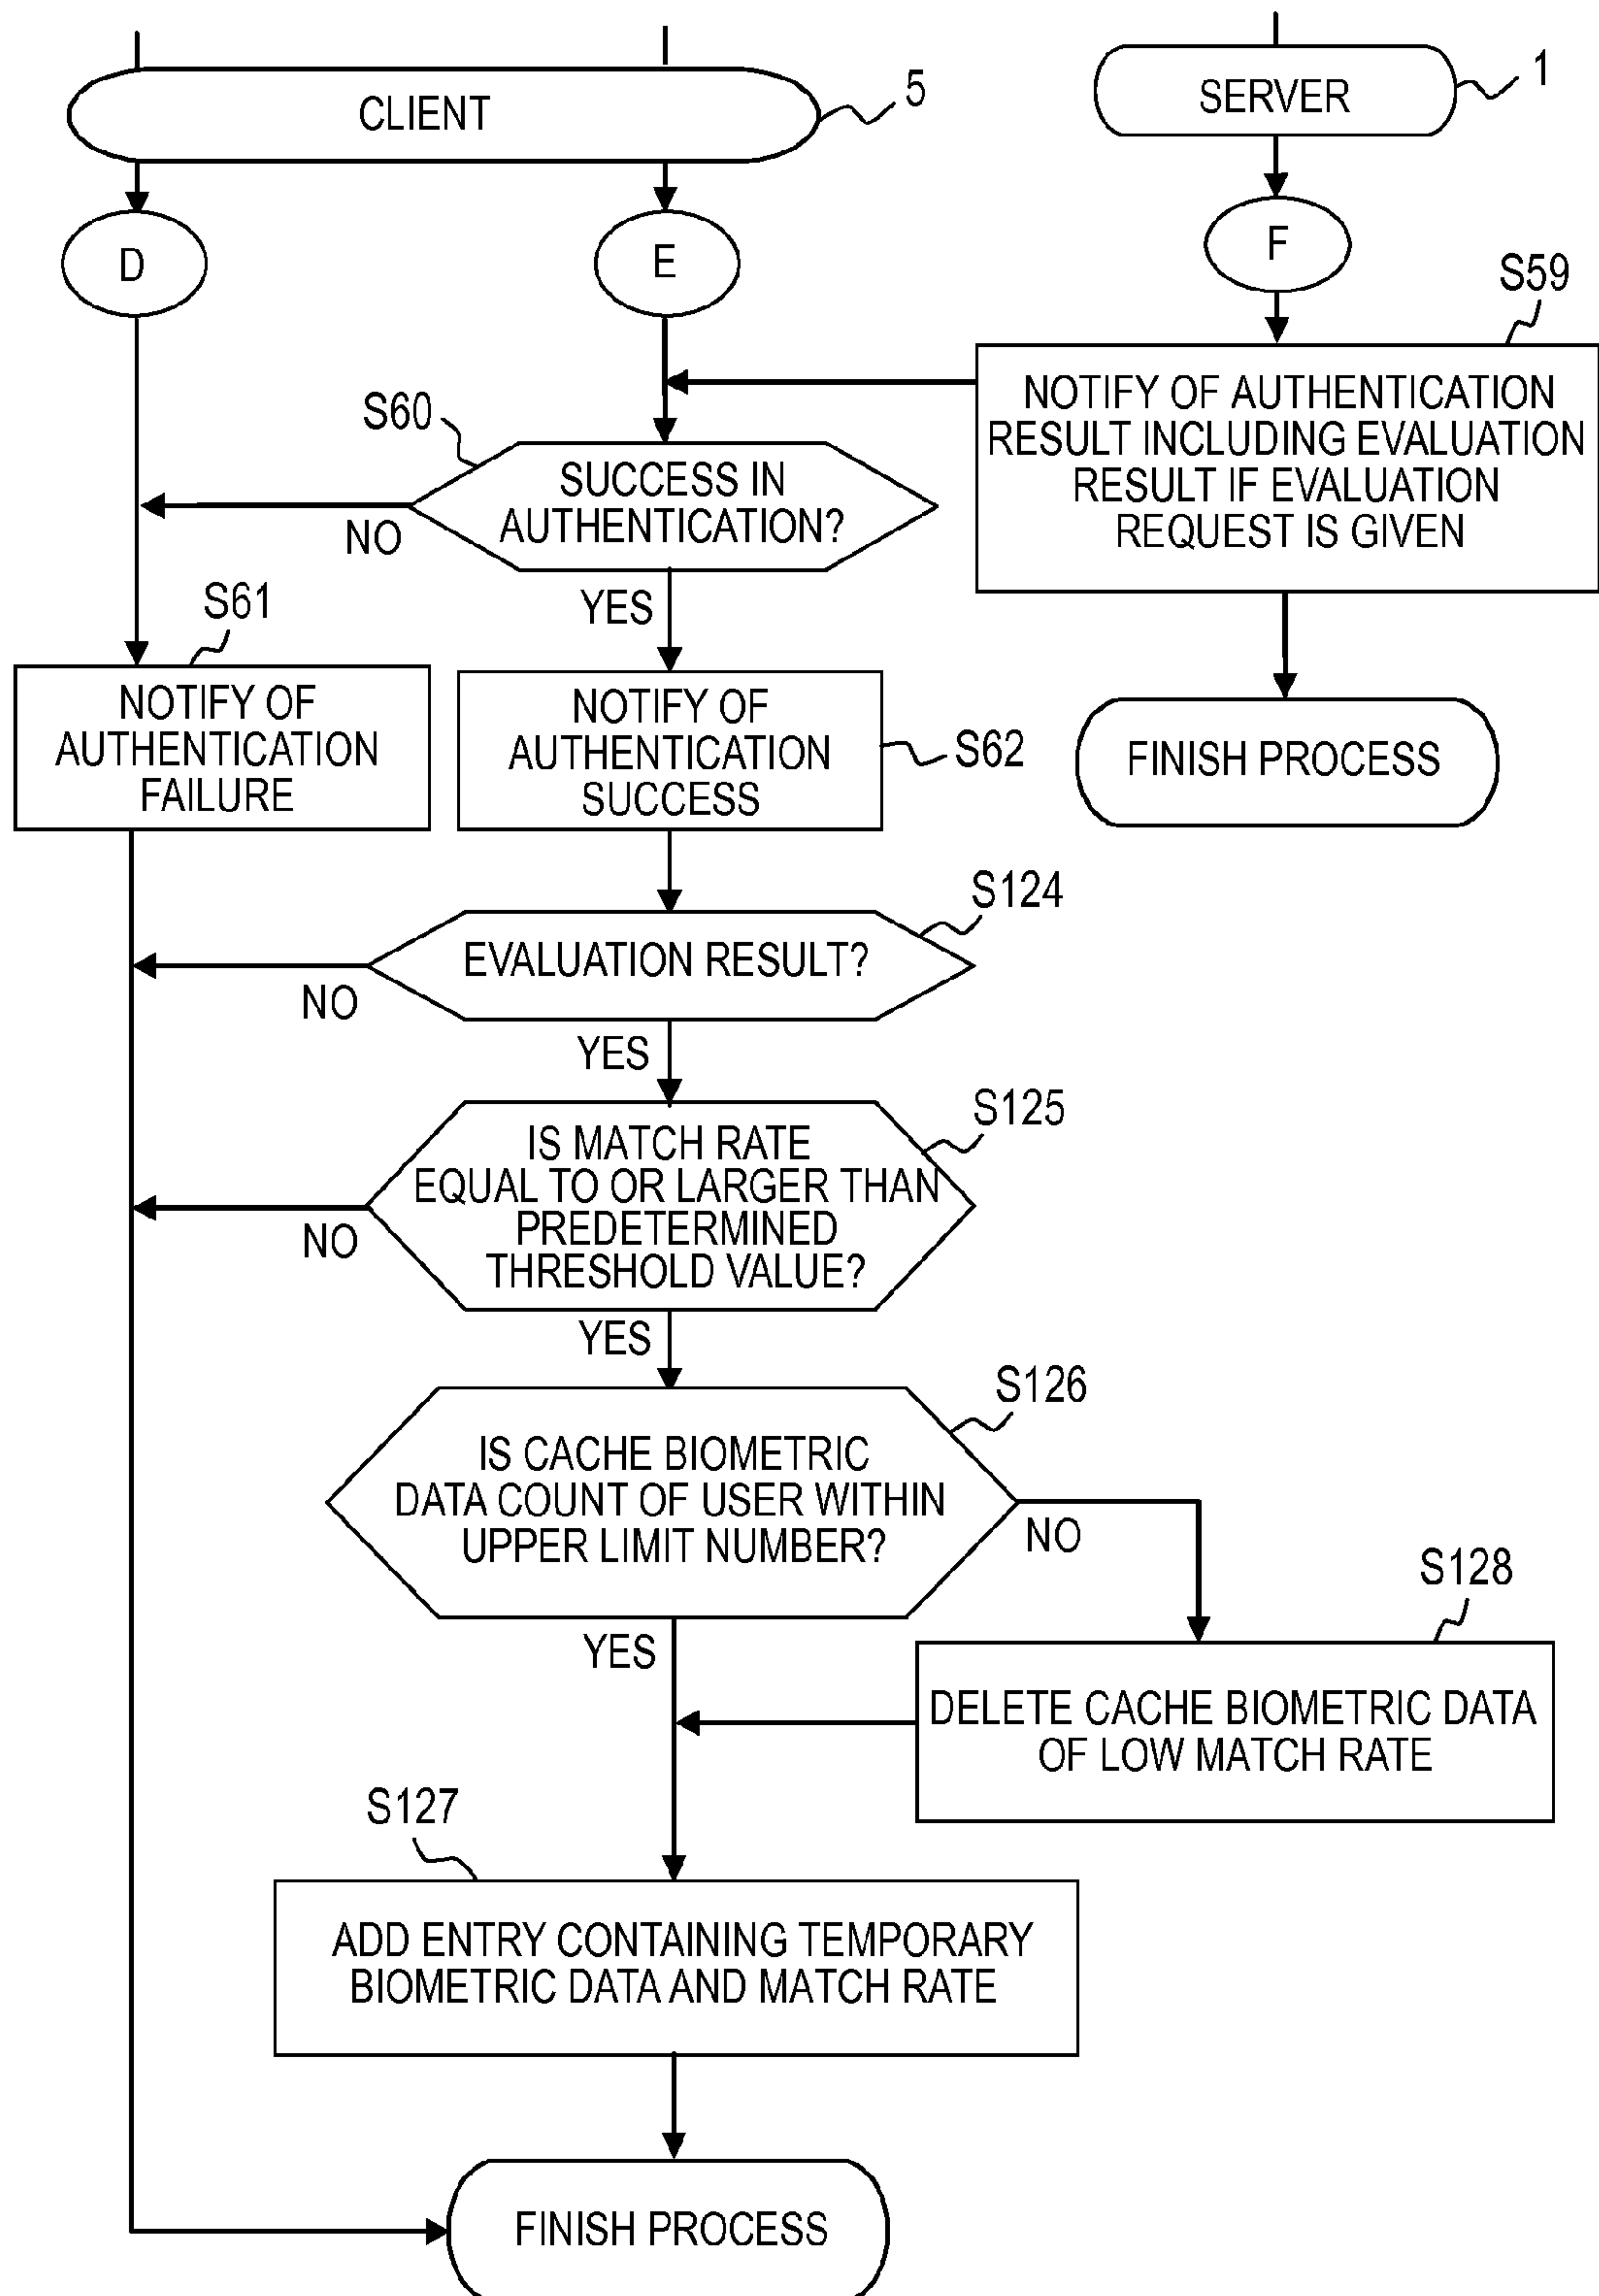 CLIENT
5
SERVER
1
D
E
F
S59
NOTIFY OF AUTHENTICATION
RESULT INCLUDING EVALUATION
RESULT IF EVALUATION
REQUEST IS GIVEN
S60
SUCCESS IN
AUTHENTICATION?
NO
YES
S61
NOTIFY OF
AUTHENTICATION
FAILURE
NOTIFY OF
AUTHENTICATION
SUCCESS
S62
FINISH PROCESS
S124
EVALUATION RESULT?
NO
YES
S125
IS MATCH RATE
EQUAL TO OR LARGER THAN
PREDETERMINED
THRESHOLD VALUE?
NO
YES
S126
IS CACHE BIOMETRIC
DATA COUNT OF USER WITHIN
UPPER LIMIT NUMBER?
NO
YES
S128
DELETE CACHE BIOMETRIC DATA
OF LOW MATCH RATE
S127
ADD ENTRY CONTAINING TEMPORARY
BIOMETRIC DATA AND MATCH RATE
FINISH PROCESS